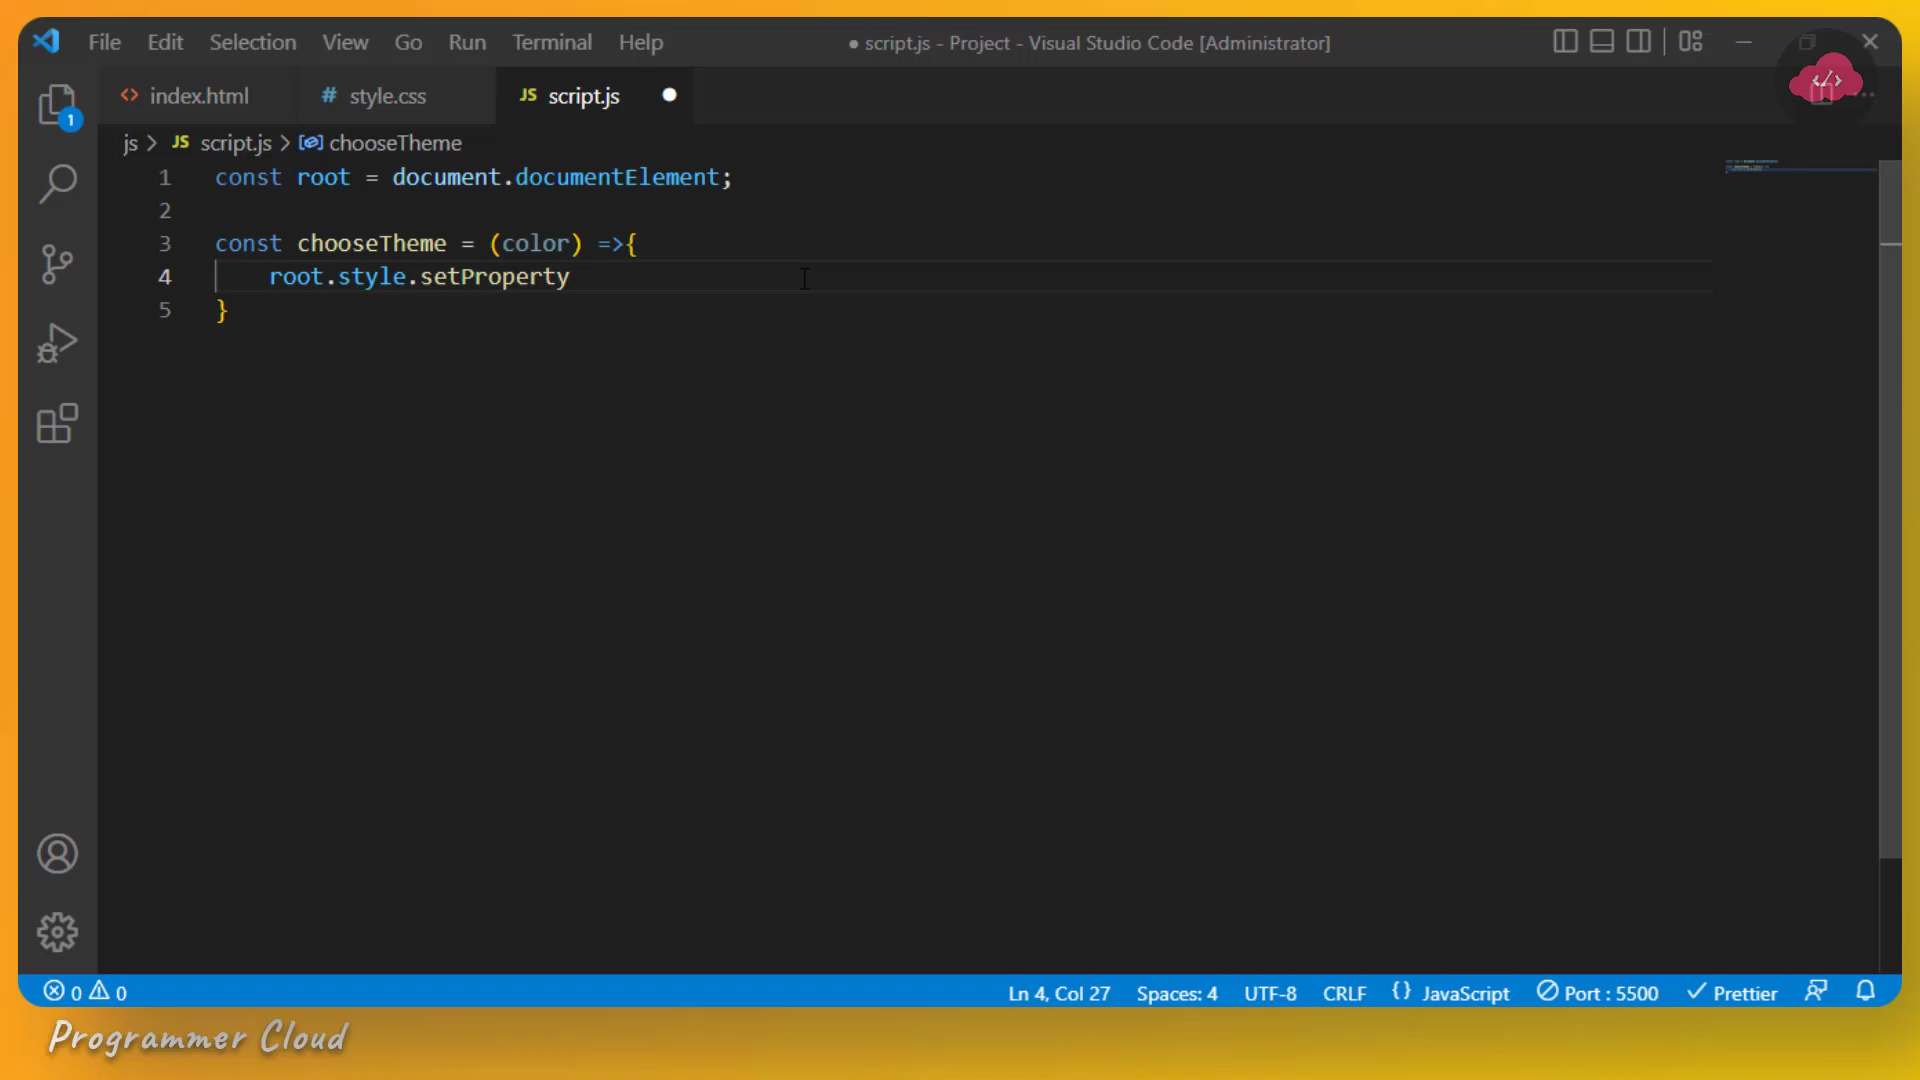 File Edit Selection View Go Run Terminal Help
● script.js - Project - Visual Studio Code [Administrator]
index.html
# style.css
JS script.js
js > JS script.js > chooseTheme
1 const root = document.documentElement;
2
3 const chooseTheme = (color) =>{
4 root.style.setProperty
5 }
1
0 0
Ln 4, Col 27 Spaces: 4 UTF-8 CRLF {} JavaScript Port : 5500 Prettier
Programmer Cloud